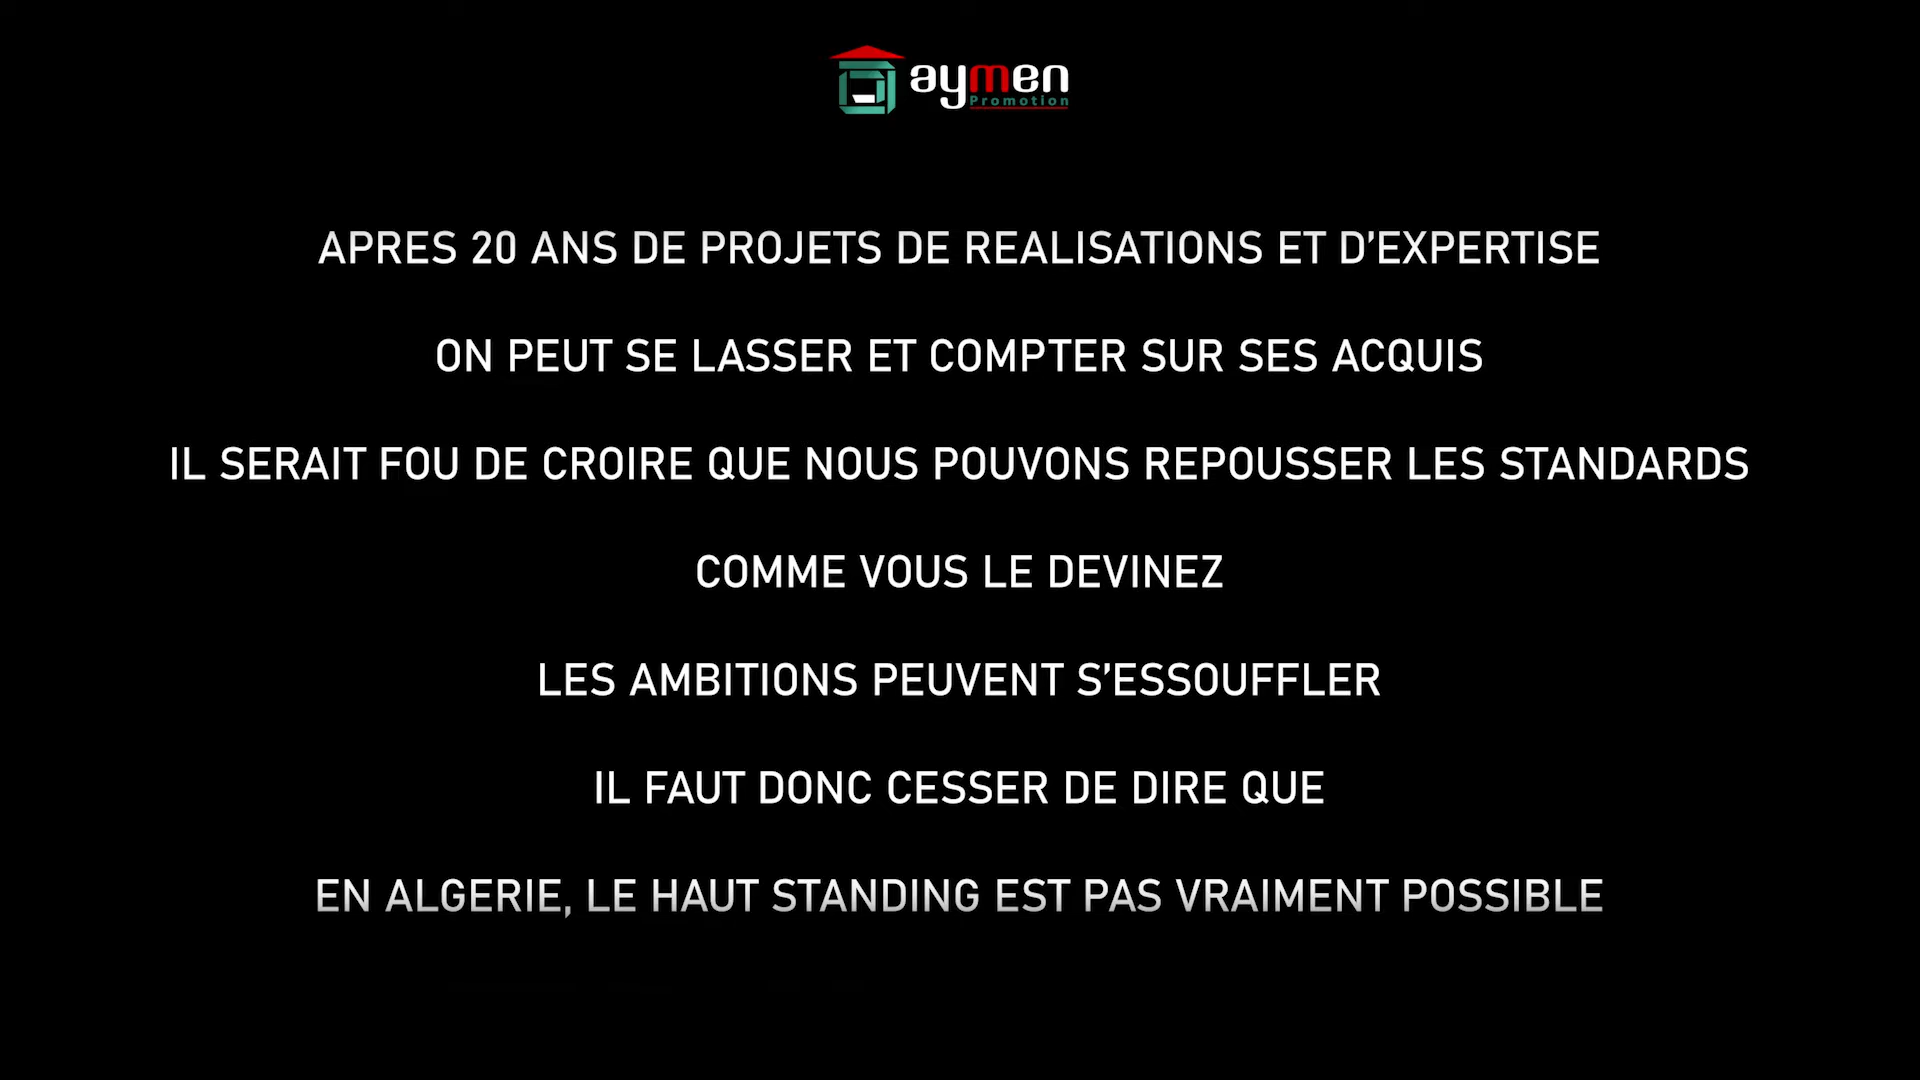 aymen
Promotion
APRES 20 ANS DE PROJETS DE REALISATIONS ET D’EXPERTISE
ON PEUT SE LASSER ET COMPTER SUR SES ACQUIS
IL SERAIT FOU DE CROIRE QUE NOUS POUVONS REPOUSSER LES STANDARDS
COMME VOUS LE DEVINEZ
LES AMBITIONS PEUVENT S’ESSOUFFLER
IL FAUT DONC CESSER DE DIRE QUE
EN ALGERIE, LE HAUT STANDING EST PAS VRAIMENT POSSIBLE